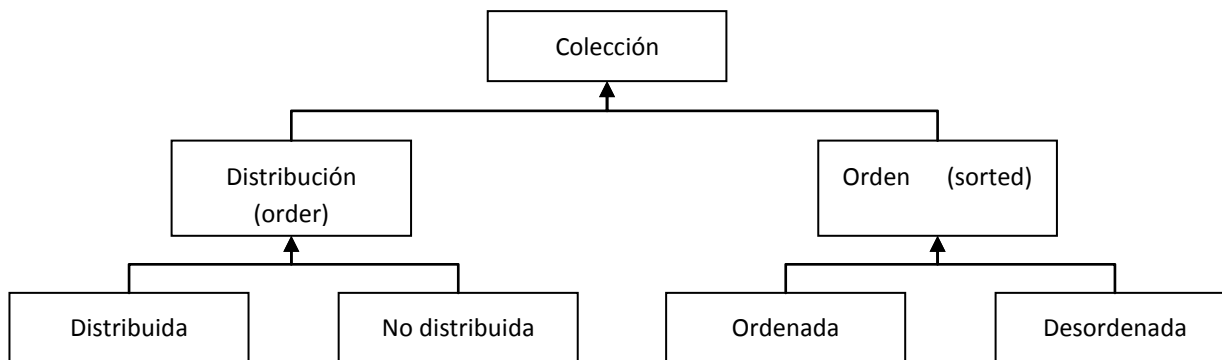 Colección
Distribución
(order)
Orden (sorted)
Distribuida
No distribuida
Ordenada
Desordenada